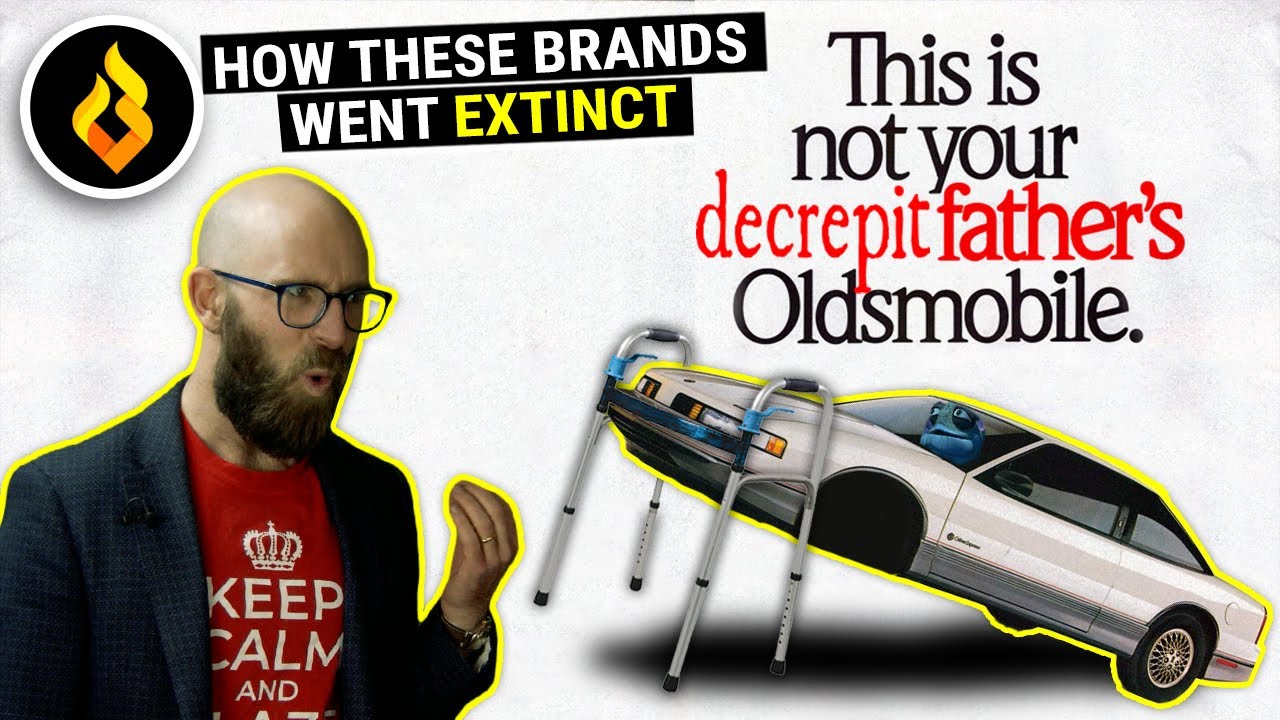 HOW THESE BRANDS
WENT EXTINCT
This is
not your
decrepit father's
Oldsmobile.
KEEP
CALM
AND